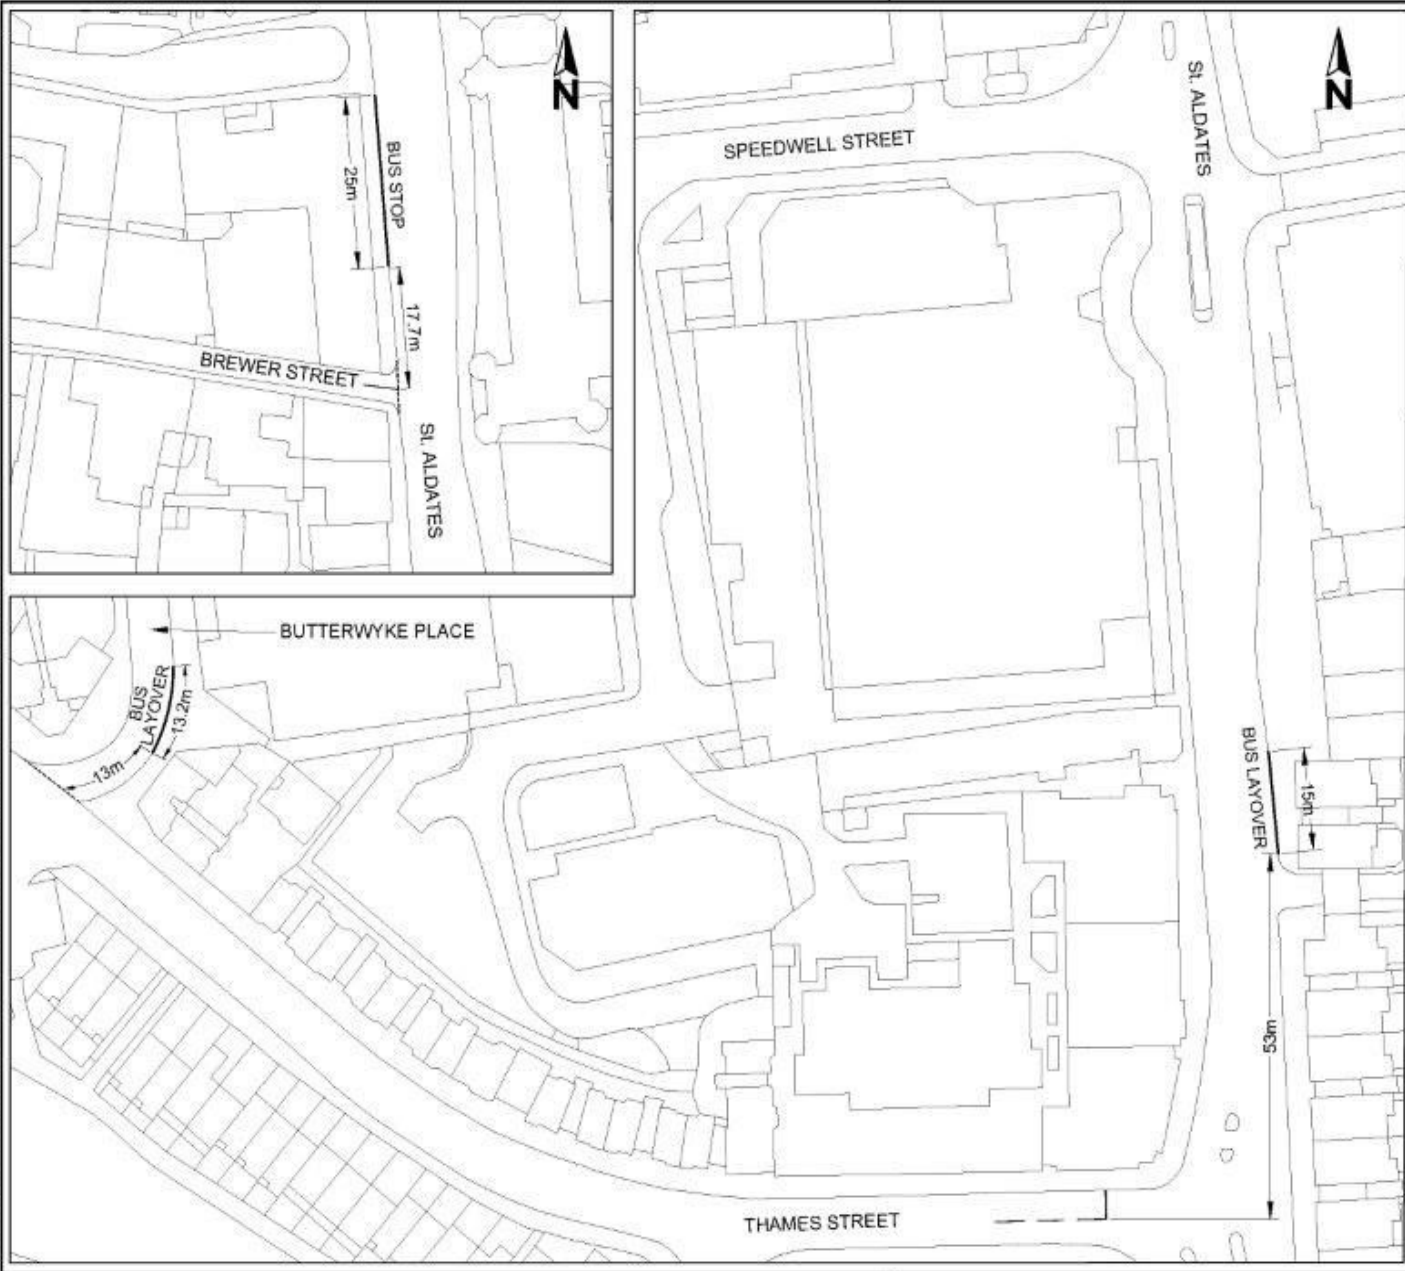 N
BUS STOP
25m
17.7m
BREWER STREET
St. ALDATES
N
St. ALDATES
SPEEDWELL STREET
BUTTERWYKE PLACE
BUS
LAYOVER
13.2m
13m
BUS LAYOVER
15m
53m
THAMES STREET